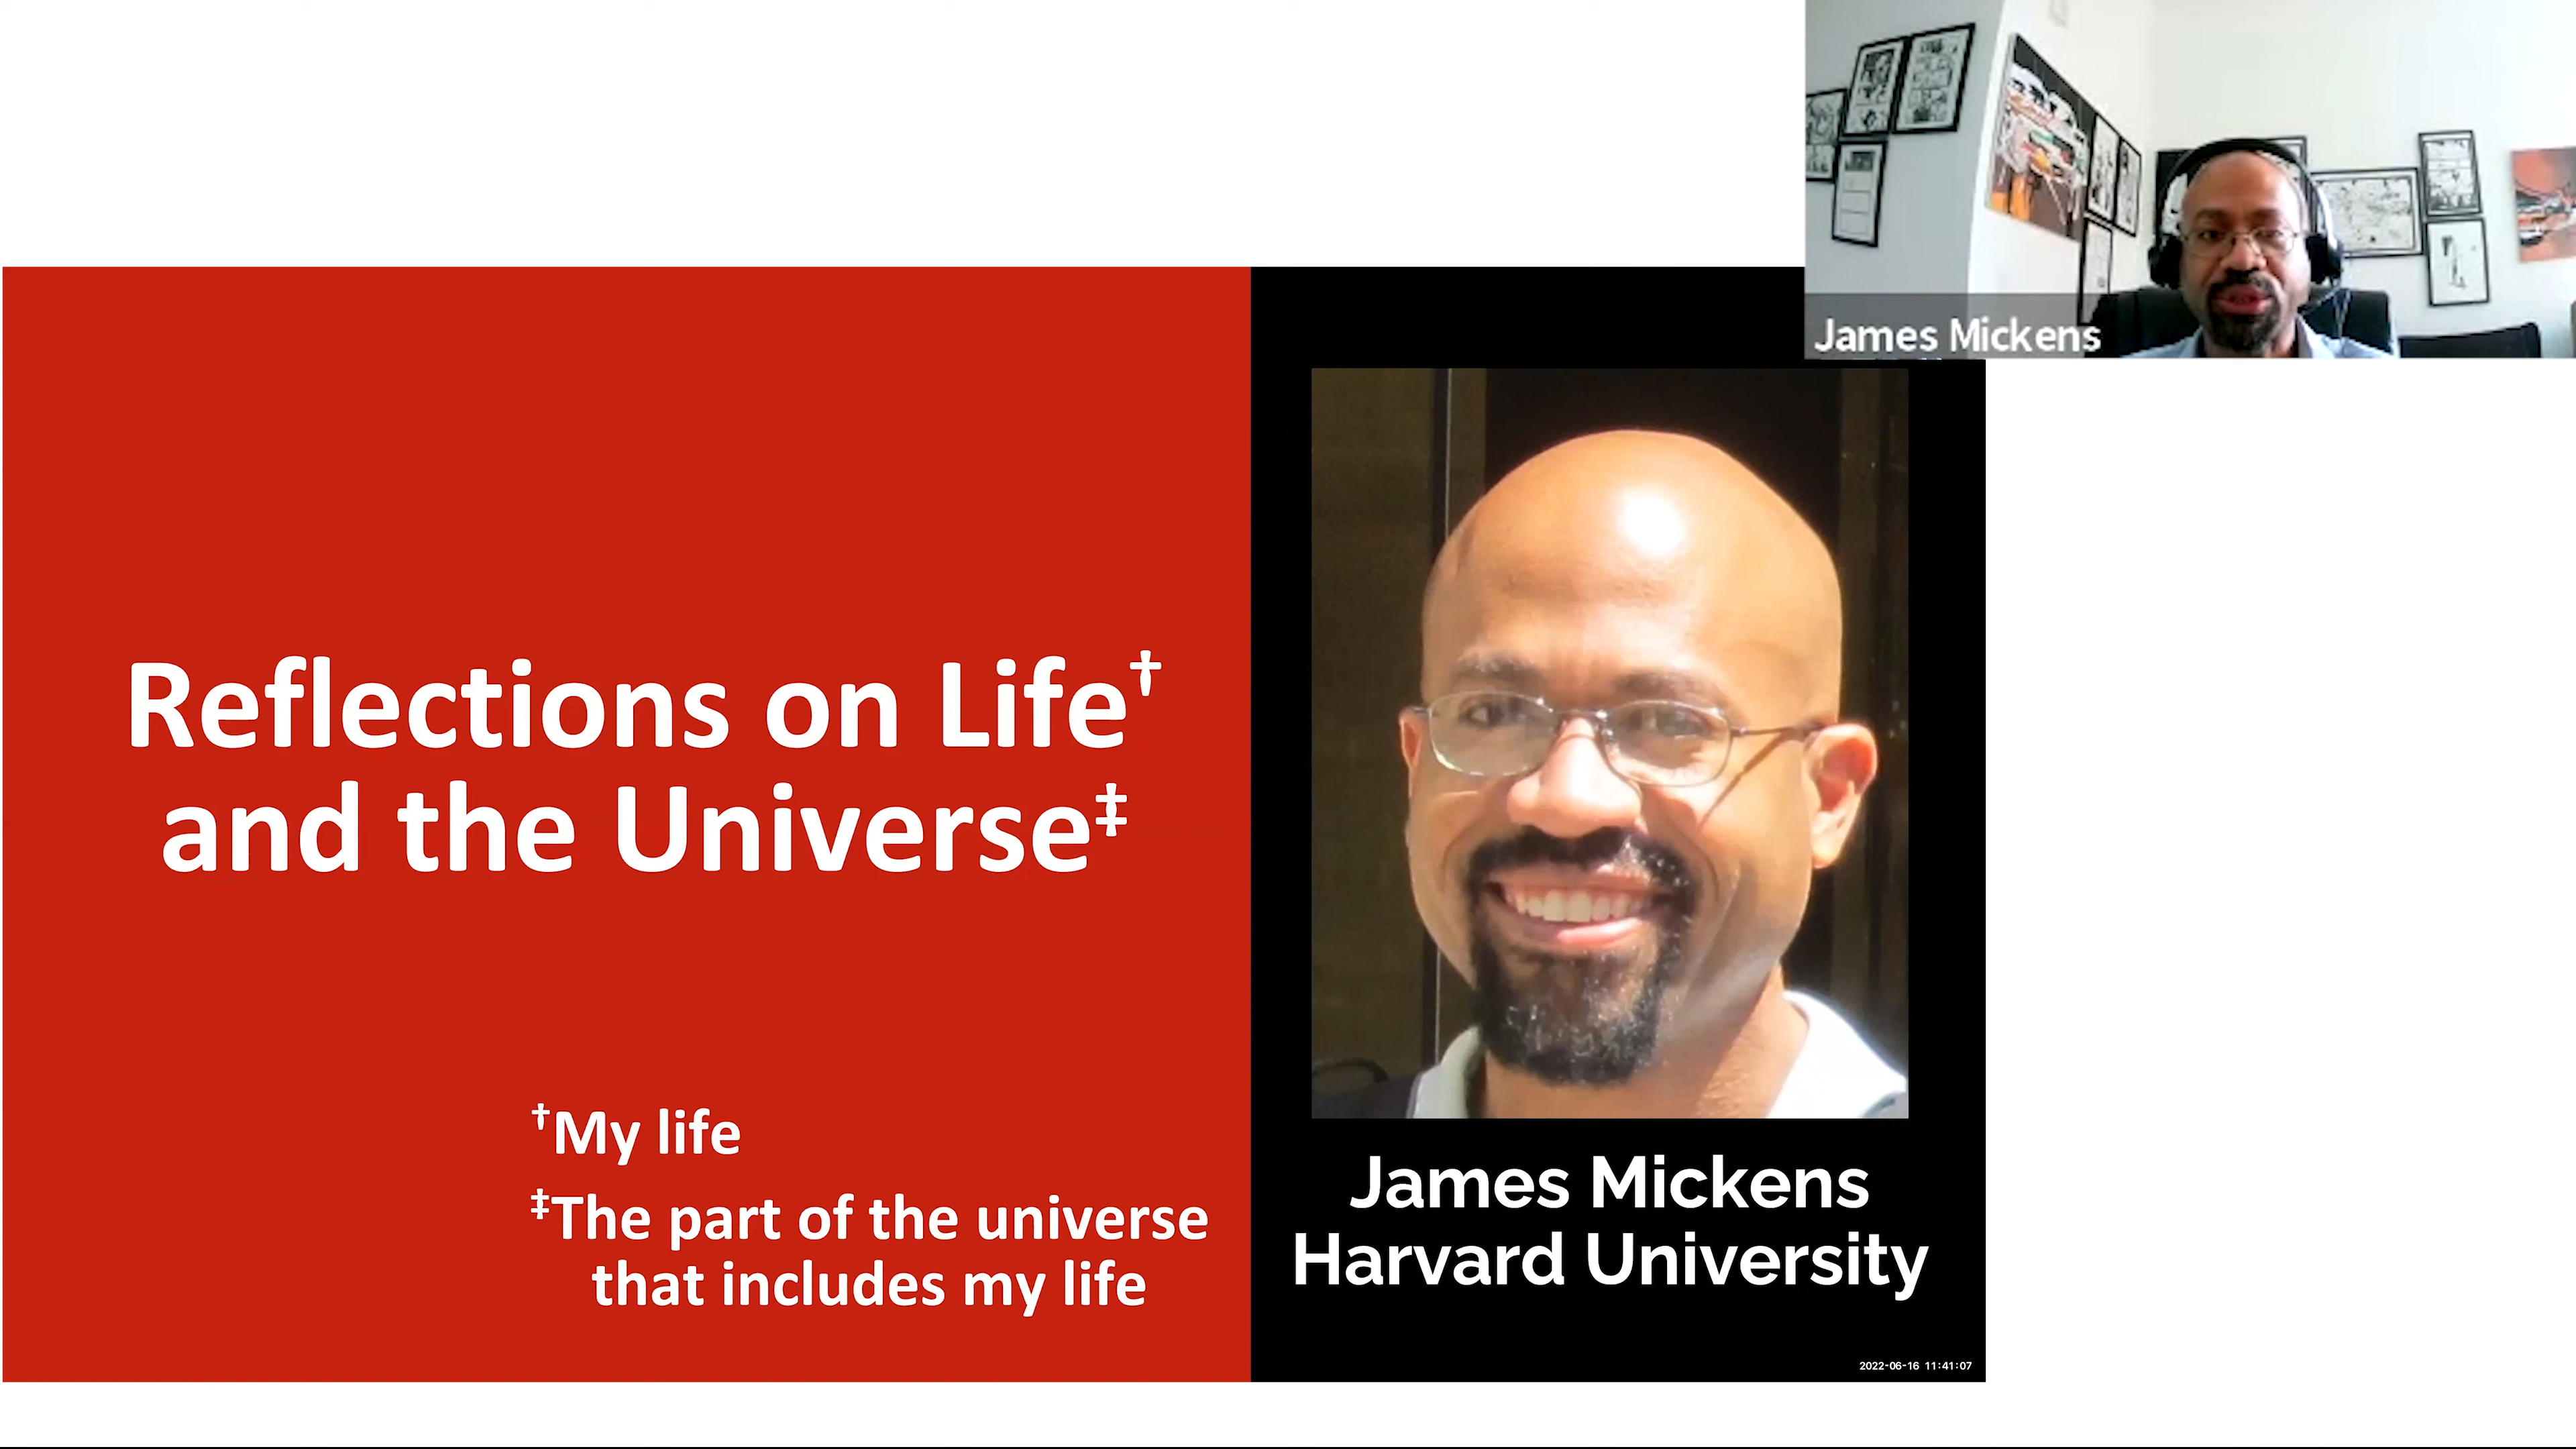 James Mickens
Reflections on Life†
and the Universe‡
†My life
‡The part of the universe
that includes my life
James Mickens
Harvard University
2022-06-16 11:41:07